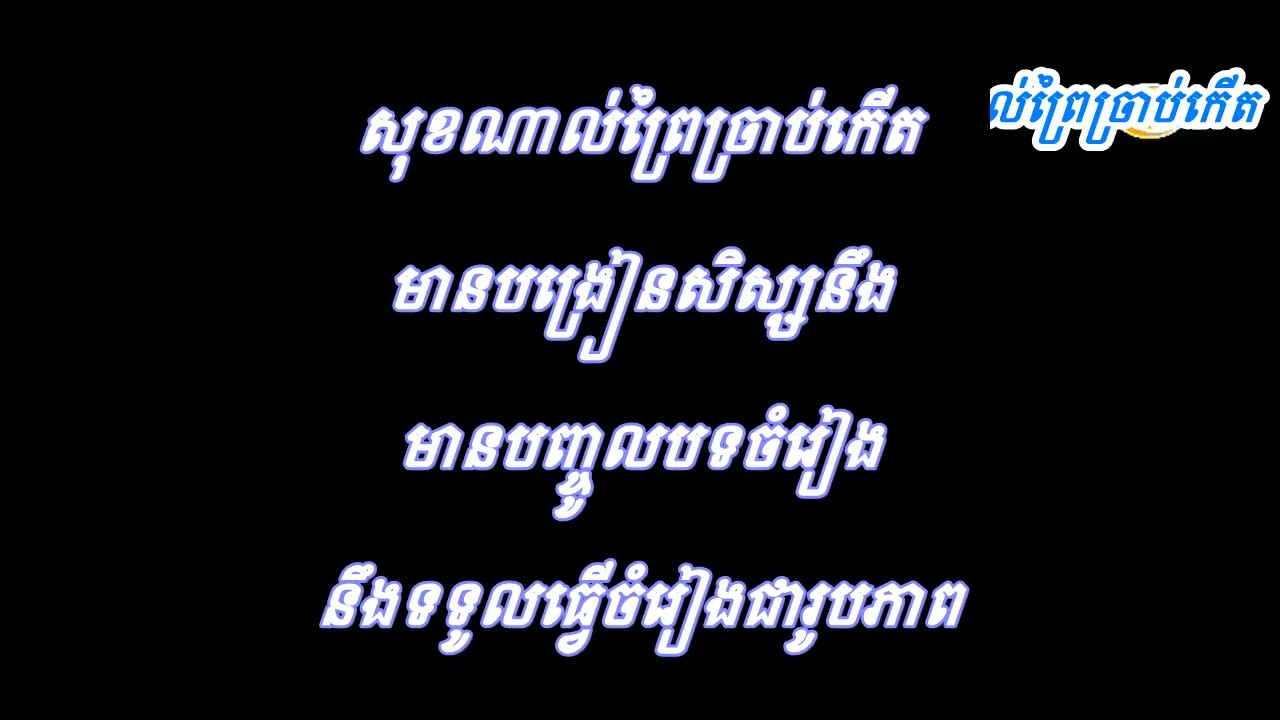 សុខណាល់ព្រៃច្រាប់កើត
ល់ព្រៃច្រាប់កើត
មានបង្រៀនសិស្សនឹង
មានបញ្ចូលបទចំរៀង
នឹងទទូលធ្វើចំរៀងជារូបភាព